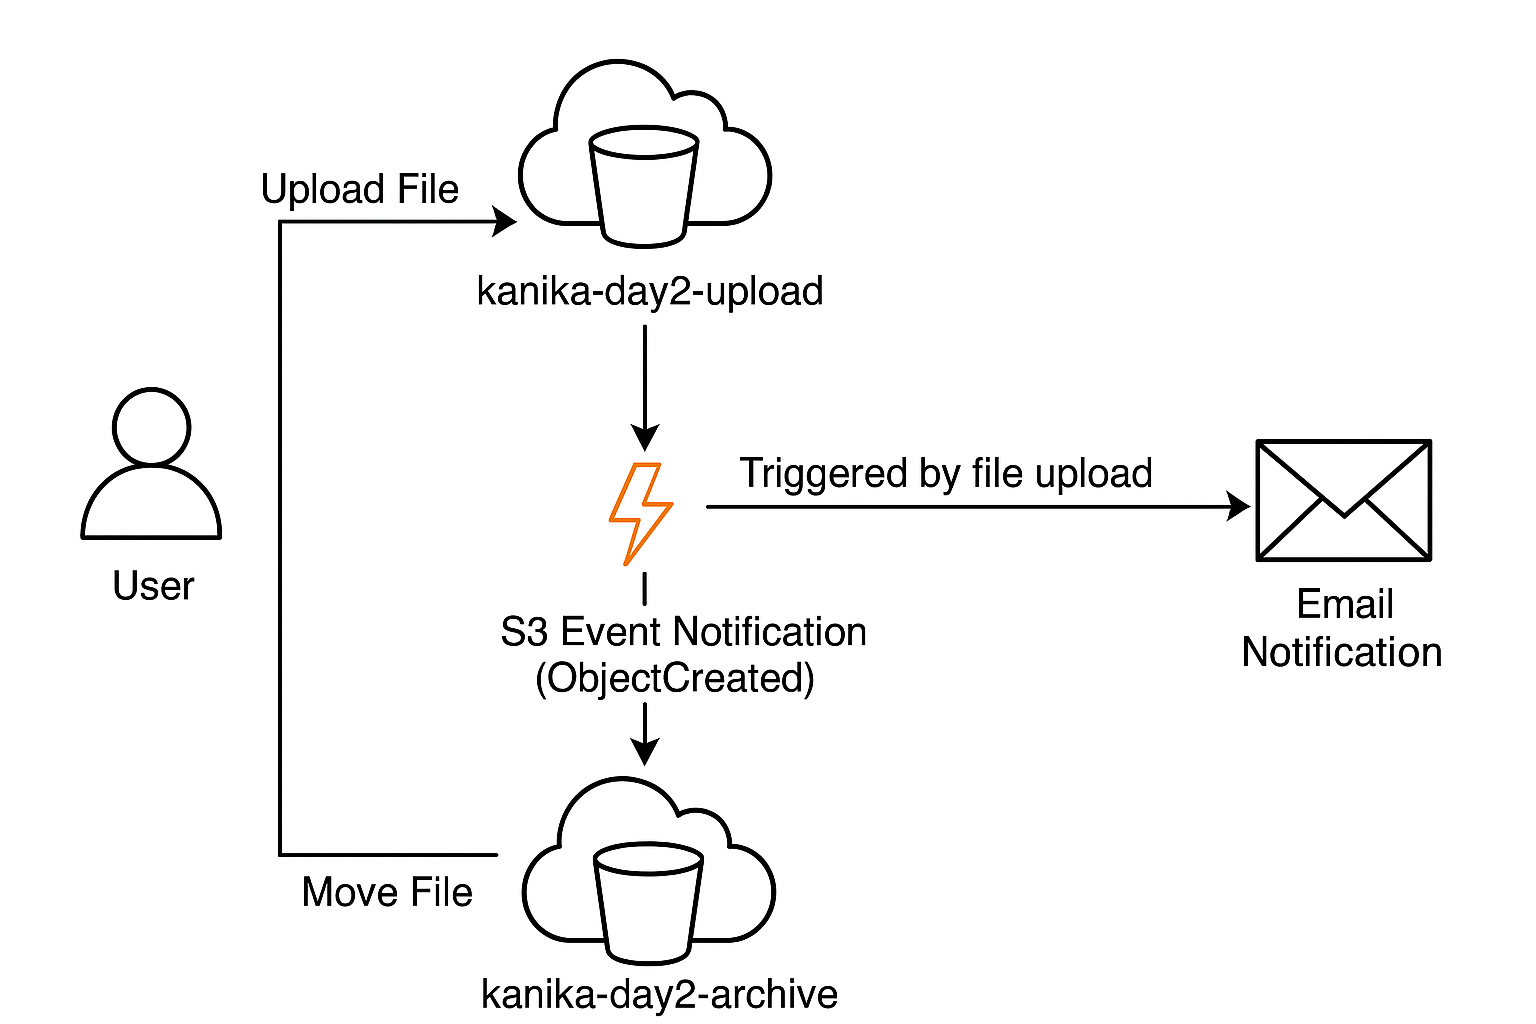 Upload File
kanika-day2-upload
Triggered by file upload
User
Email
Notification
S3 Event Notification
(ObjectCreated)
Move File
kanika-day2-archive